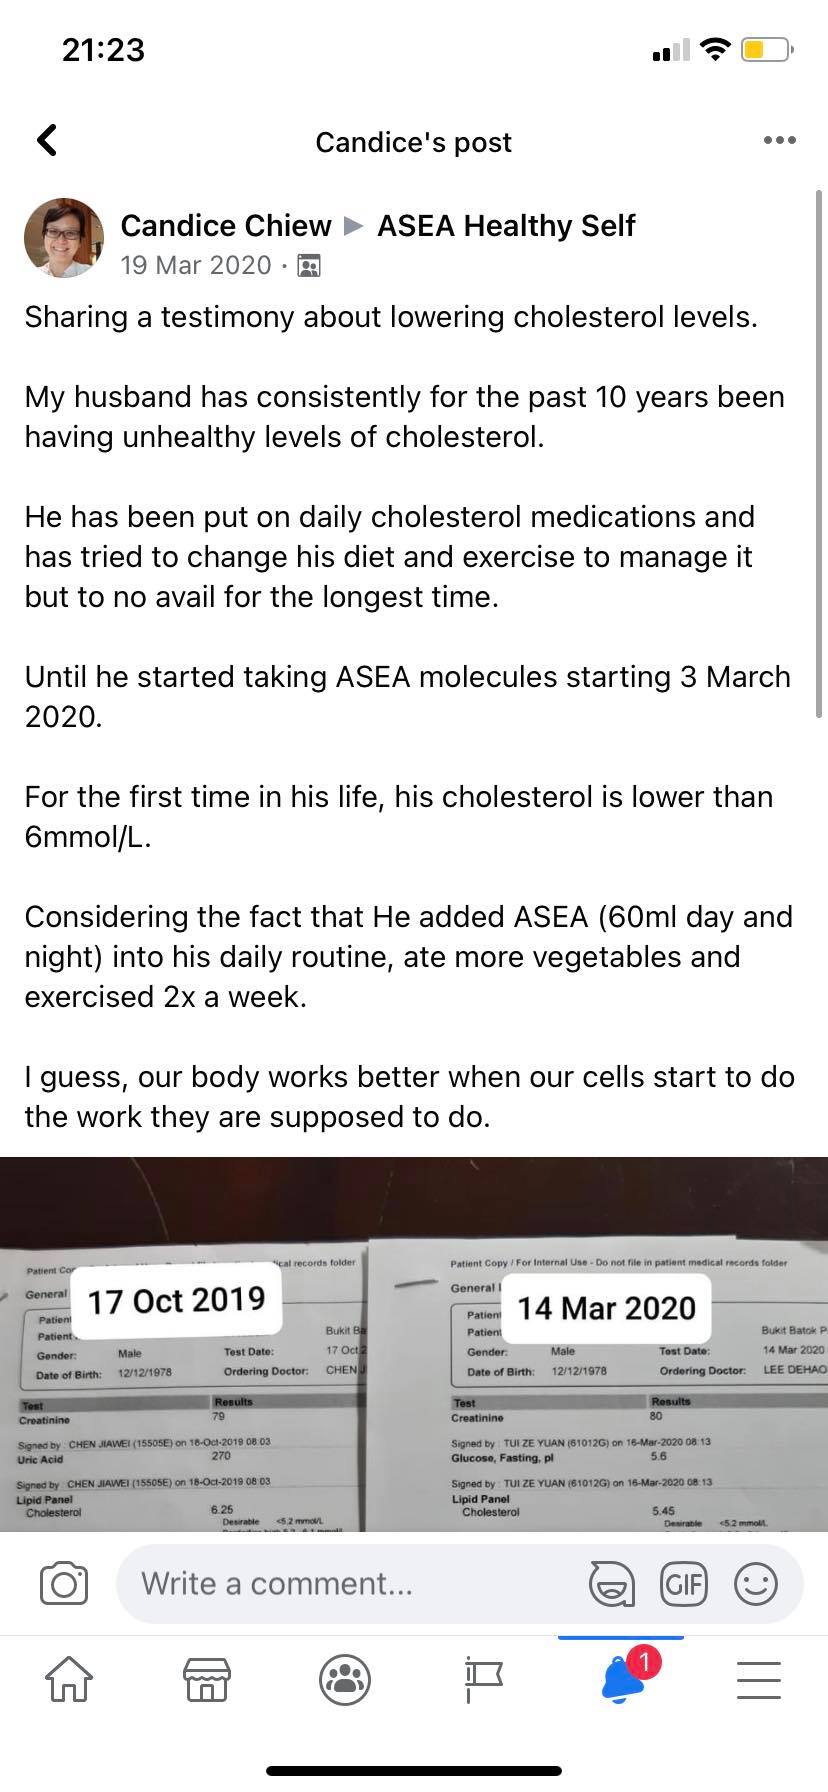 21:23
Candice's post
Candice Chiew ▶ ASEA Healthy Self
19 Mar 2020 ·
Sharing a testimony about lowering cholesterol levels.
My husband has consistently for the past 10 years been
having unhealthy levels of cholesterol.
He has been put on daily cholesterol medications and
has tried to change his diet and exercise to manage it
but to no avail for the longest time.
Until he started taking ASEA molecules starting 3 March
2020.
For the first time in his life, his cholesterol is lower than
6mmol/L.
Considering the fact that He added ASEA (60ml day and
night) into his daily routine, ate more vegetables and
exercised 2x a week.
I guess, our body works better when our cells start to do
the work they are supposed to do.
Patient Co ical records folder
General
17 Oct 2019
Patient
Patient Bukit Ba
Gender: Male Test Date: 17 Oct 2
Date of Birth: 12/12/1978 Ordering Doctor: CHEN J
Test Results
Creatinine 79
Signed by : CHEN JIAWEI (15505E) on 18-Oct-2019 08:03
Uric Acid 270
Signed by : CHEN JIAWEI (15505E) on 18-Oct-2019 08:03
Lipid Panel
Cholesterol 6.25
Desirable <5.2 mmol/L
Patient Copy / For Internal Use - Do not file in patient medical records folder
General
14 Mar 2020
Patient
Patient Bukit Batok P
Gender: Male Test Date: 14 Mar 2020
Date of Birth: 12/12/1978 Ordering Doctor: LEE DEHAO
Test Results
Creatinine 80
Signed by : TUI ZE YUAN (61012G) on 16-Mar-2020 08:13
Glucose, Fasting, pl 5.6
Signed by : TUI ZE YUAN (61012G) on 16-Mar-2020 08:13
Lipid Panel
Cholesterol 5.45
Desirable <5.2 mmol/L
Write a comment...
GIF
1